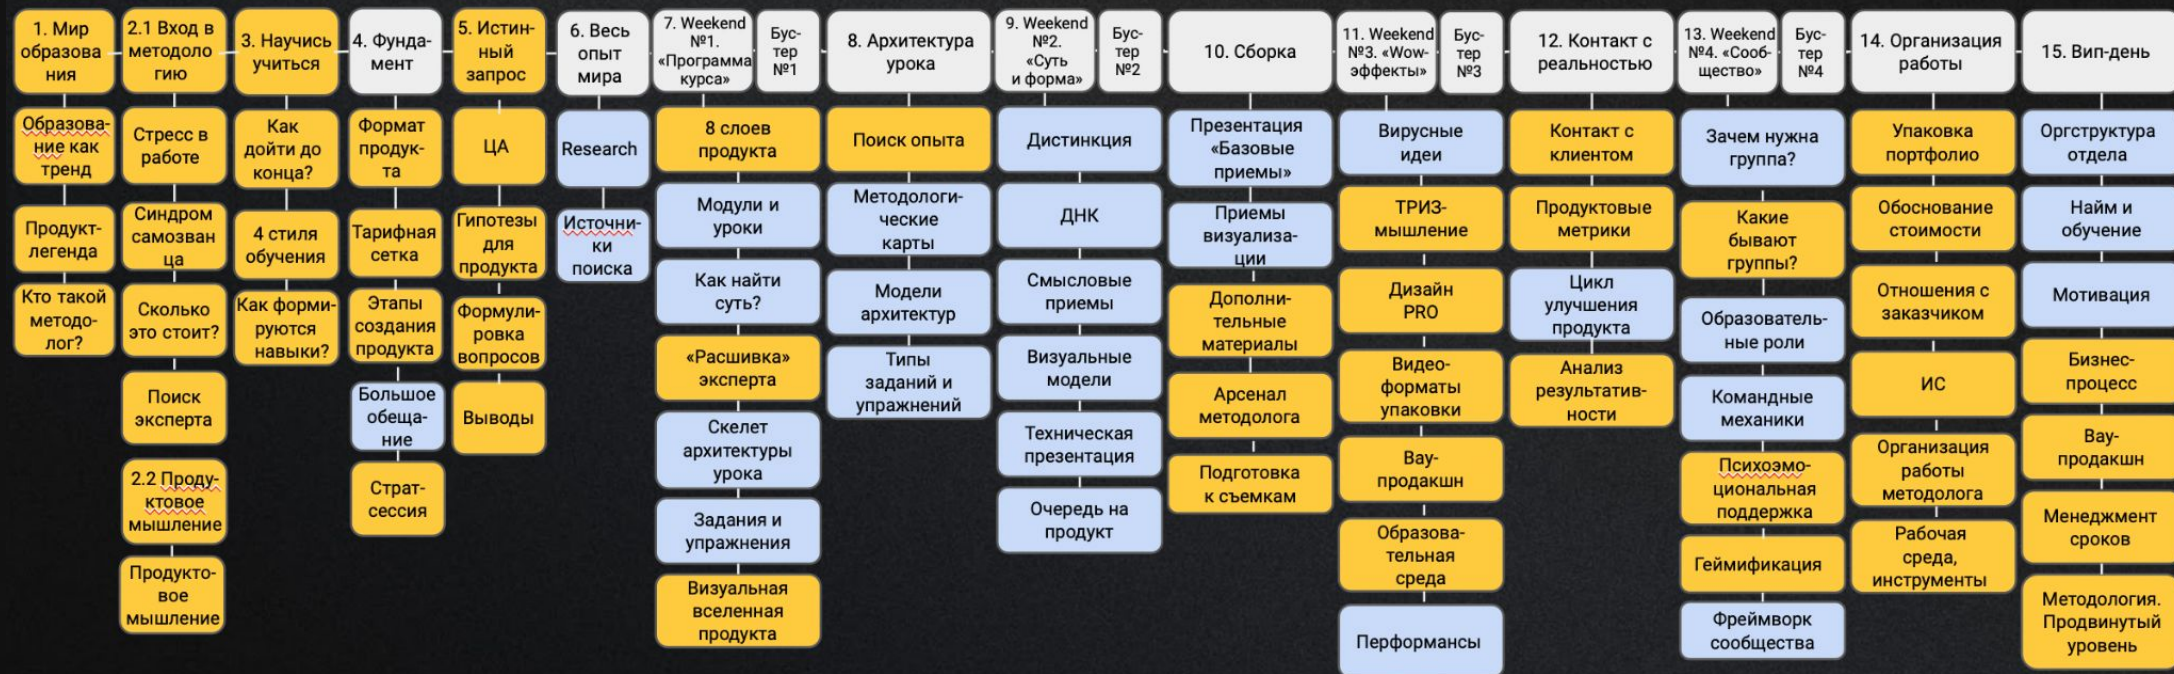 1. Мир
образова
ния
Образова-
ние как
тренд
Продукт-
легенда
Кто такой
методо-
лог?
2.1 Вход в
методоло
гию
Стресс в
работе
Синдром
самозван
ца
Сколько
это стоит?
Поиск
эксперта
2.2 Проду-
ктовое
мышление
Продукто-
вое
мышление
3. Научись
учиться
Как
дойти до
конца?
4 стиля
обучения
Как форми-
руются
навыки?
4. Фунда-
мент
Формат
продук-
та
Тарифная
сетка
Этапы
создания
продукта
Большое
обеща-
ние
Страт-
сессия
5. Истин-
ный
запрос
ЦА
Гипотезы
для
продукта
Формули-
ровка
вопросов
Выводы
6. Весь
опыт
мира
Research
Источни-
ки
поиска
7. Weekend
№1.
«Программа
курса»
Бус-
тер
№1
8 слоев
продукта
Модули и
уроки
Как найти
суть?
«Расшивка»
эксперта
Скелет
архитектуры
урока
Задания и
упражнения
Визуальная
вселенная
продукта
8. Архитектура
урока
Поиск опыта
Методологи-
ческие
карты
Модели
архитектур
Типы
заданий и
упражнений
9. Weekend
№2.
«Суть
и форма»
Бус-
тер
№2
Дистинкция
ДНК
Смысловые
приемы
Визуальные
модели
Техническая
презентация
Очередь на
продукт
10. Сборка
Презентация
«Базовые
приемы»
Приемы
визуализа-
ции
Дополни-
тельные
материалы
Арсенал
методолога
Подготовка
к съемкам
11. Weekend
№3. «Wow-
эффекты»
Бус-
тер
№3
Вирусные
идеи
ТРИЗ-
мышление
Дизайн
PRO
Видео-
форматы
упаковки
Вау-
продакшн
Образова-
тельная
среда
Перформансы
12. Контакт с
реальностью
Контакт с
клиентом
Продуктовые
метрики
Цикл
улучшения
продукта
Анализ
результатив-
ности
13. Weekend
№4. «Сооб-
щество»
Бус-
тер
№4
Зачем нужна
группа?
Какие
бывают
группы?
Образователь-
ные роли
Командные
механики
Психоэмо-
циональная
поддержка
Геймификация
Фреймворк
сообщества
14. Организация
работы
Упаковка
портфолио
Обоснование
стоимости
Отношения с
заказчиком
ИС
Организация
работы
методолога
Рабочая
среда,
инструменты
15. Вип-день
Оргструктура
отдела
Найм и
обучение
Мотивация
Бизнес-
процесс
Вау-
продакшн
Менеджмент
сроков
Методология.
Продвинутый
уровень